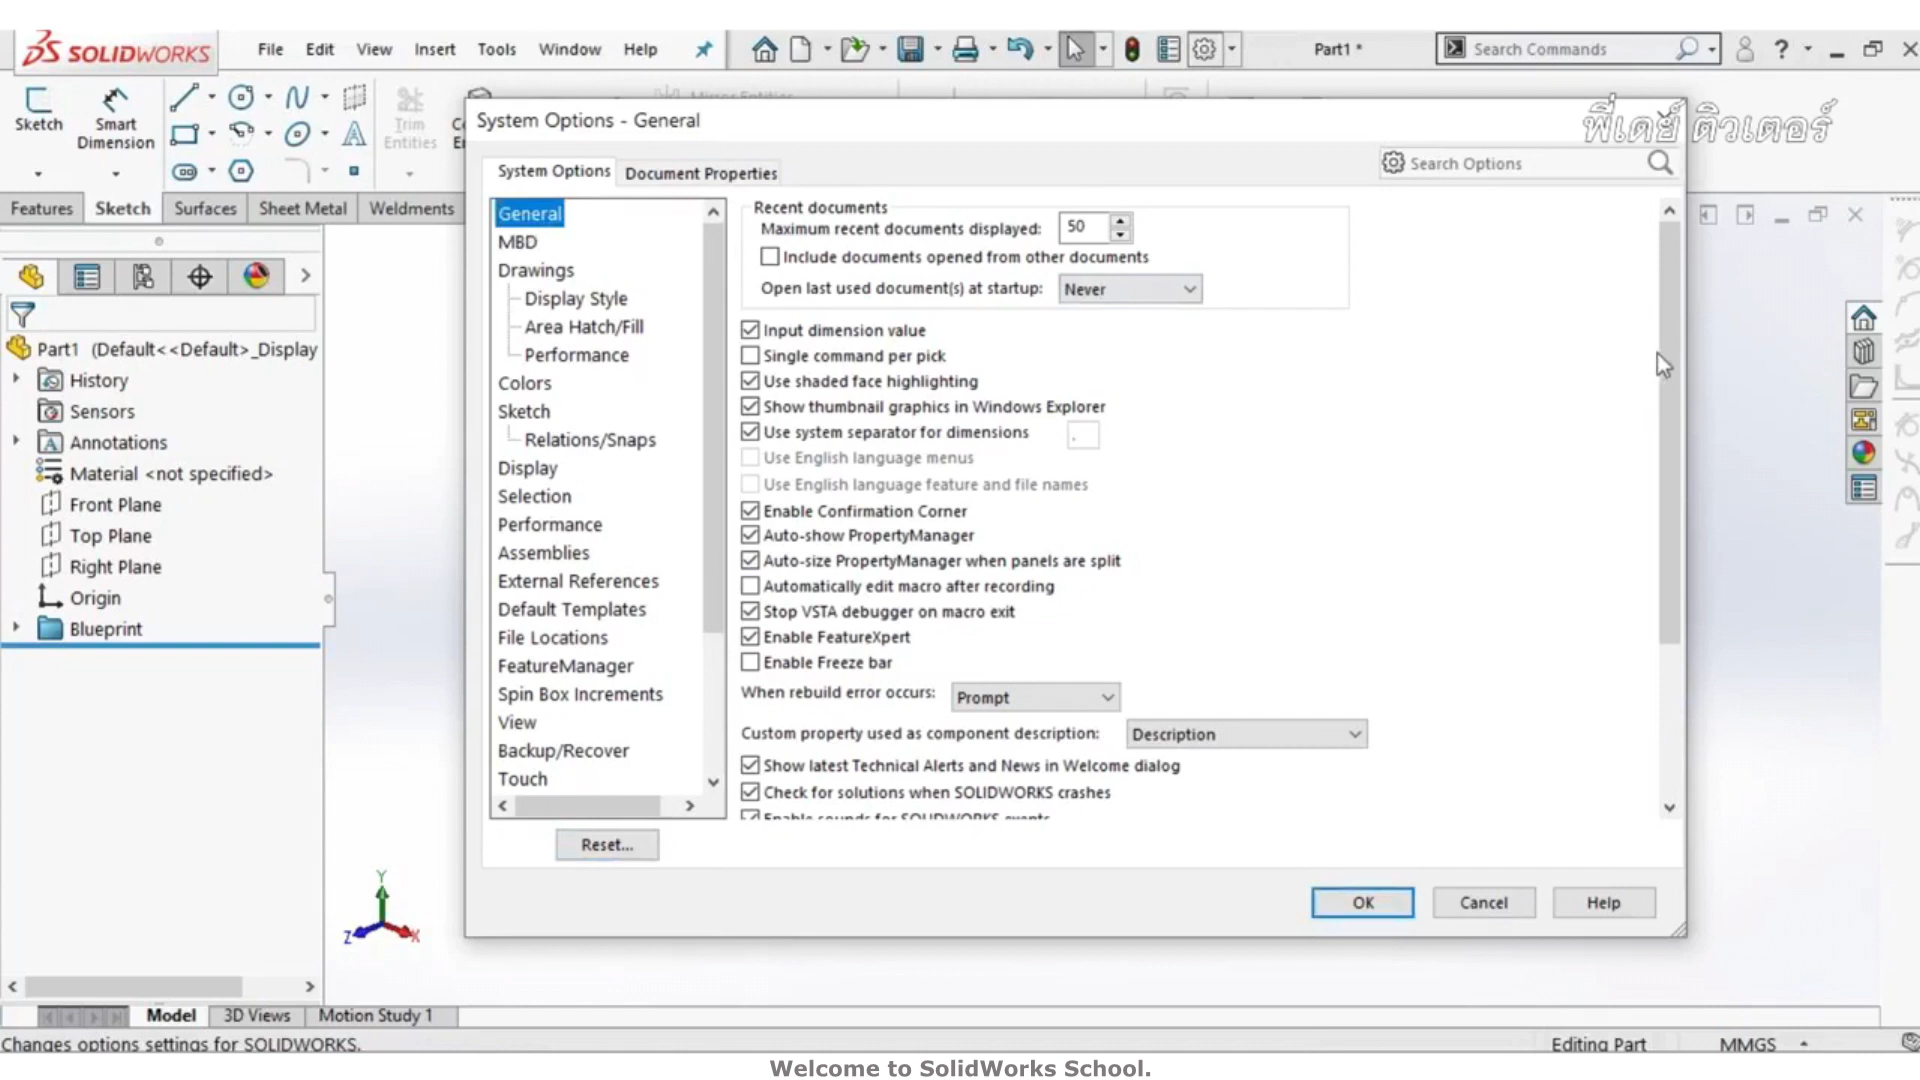 SOLIDWORKS
File Edit View Insert Tools Window Help
Part1 *
Search Commands
?
Sketch
Smart Dimension
Trim Entities
Features Sketch Surfaces Sheet Metal Weldments
Part1 (Default<<Default>_Display
History
Sensors
Annotations
Material <not specified>
Front Plane
Top Plane
Right Plane
Origin
Blueprint
System Options - General
พี่เดย์ ติวเตอร์
System Options Document Properties
Search Options
General
MBD
Drawings
Display Style
Area Hatch/Fill
Performance
Colors
Sketch
Relations/Snaps
Display
Selection
Performance
Assemblies
External References
Default Templates
File Locations
FeatureManager
Spin Box Increments
View
Backup/Recover
Touch
Reset...
Recent documents
Maximum recent documents displayed: 50
Include documents opened from other documents
Open last used document(s) at startup: Never
Input dimension value
Single command per pick
Use shaded face highlighting
Show thumbnail graphics in Windows Explorer
Use system separator for dimensions .
Use English language menus
Use English language feature and file names
Enable Confirmation Corner
Auto-show PropertyManager
Auto-size PropertyManager when panels are split
Automatically edit macro after recording
Stop VSTA debugger on macro exit
Enable FeatureXpert
Enable Freeze bar
When rebuild error occurs: Prompt
Custom property used as component description: Description
Show latest Technical Alerts and News in Welcome dialog
Check for solutions when SOLIDWORKS crashes
Enable sounds for SOLIDWORKS events
OK Cancel Help
Y
Z X
Model 3D Views Motion Study 1
Changes options settings for SOLIDWORKS.
Editing Part MMGS
Welcome to SolidWorks School.